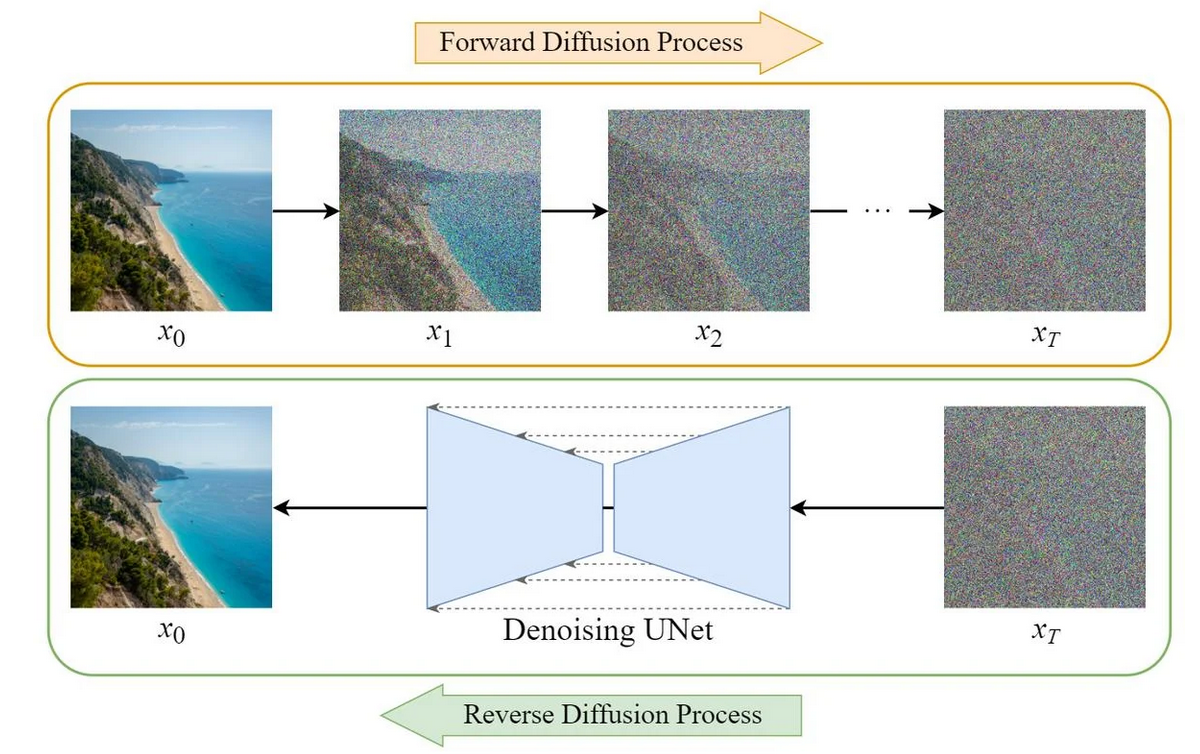 Forward Diffusion Process
x0
x1
x2
...
xT
Denoising UNet
x0
xT
Reverse Diffusion Process